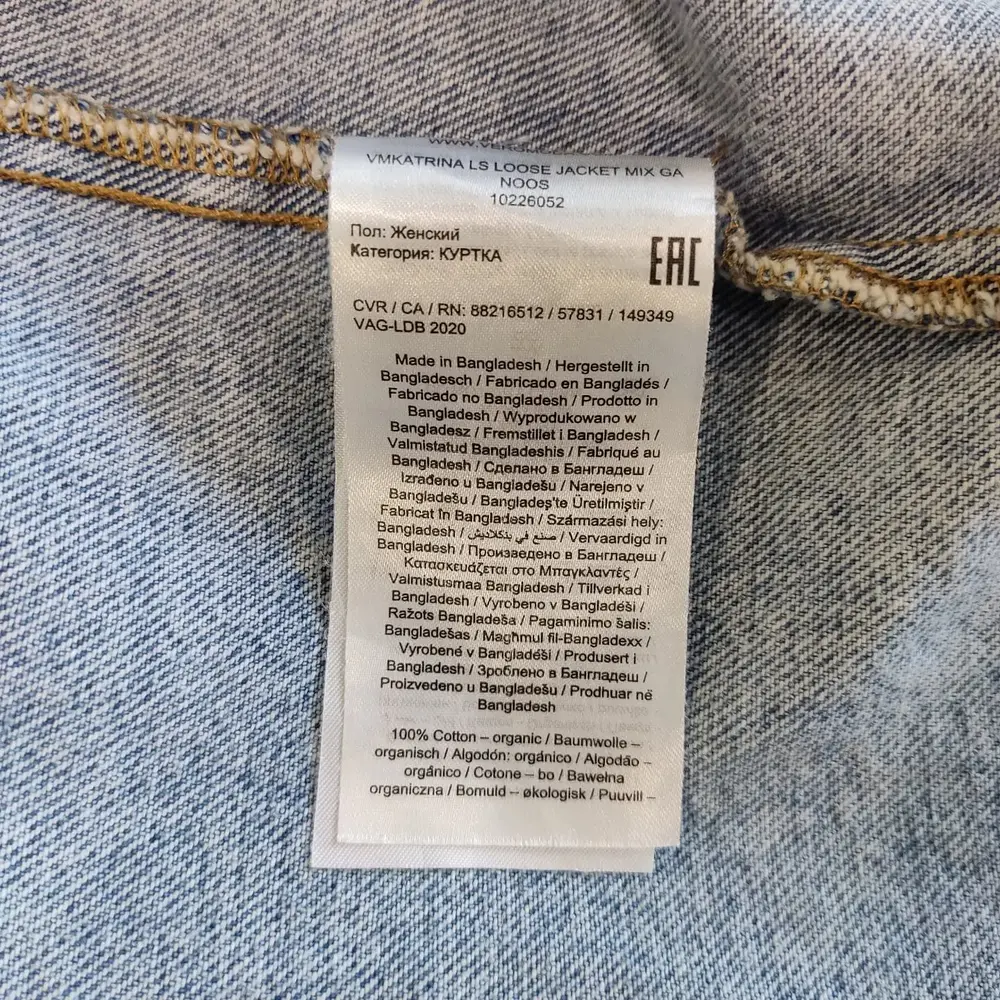 VMKATRINA LS LOOSE JACKET MIX GA
NOOS
10226052
Пол: Женский
Категория: КУРТКА
EAC
CVR / CA / RN: 88216512 / 57831 / 149349
VAG-LDB 2020
Made in Bangladesh / Hergestellt in
Bangladesch / Fabricado en Bangladés /
Fabricado no Bangladesh / Prodotto in
Bangladesh / Wyprodukowano w
Bangladesz / Fremstillet i Bangladesh /
Valmistatud Bangladeshis / Fabriqué au
Bangladesh / Сделано в Бангладеш /
Izrađeno u Bangladešu / Narejeno v
Bangladešu / Bangladeş'te Üretilmiştir /
Fabricat în Bangladesh / Származási hely:
Bangladesh / صنع في بنكلاديش / Vervaardigd in
Bangladesh / Произведено в Бангладеш /
Κατασκευάζεται στο Μπαγκλαντές /
Valmistusmaa Bangladesh / Tillverkad i
Bangladesh / Vyrobeno v Bangladéši /
Ražots Bangladeša / Pagaminimo šalis:
Bangladešas / Magħmul fil-Bangladexx /
Vyrobené v Bangladéši / Produsert i
Bangladesh / Зроблено в Бангладеш /
Proizvedeno u Bangladešu / Prodhuar në
Bangladesh
100% Cotton – organic / Baumwolle –
organisch / Algodón: orgánico / Algodão –
orgânico / Cotone – bo / Bawełna
organiczna / Bomuld – økologisk / Puuvill –